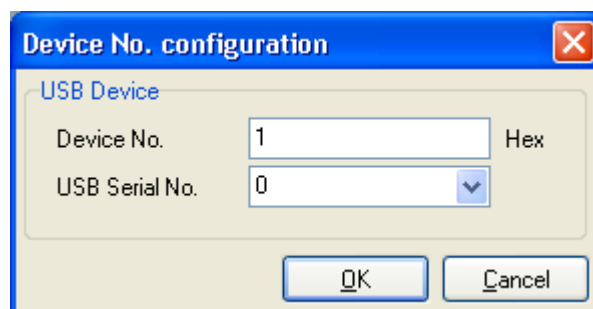 Device No. configuration
USB Device
Device No. 1 Hex
USB Serial No. 0
OK Cancel